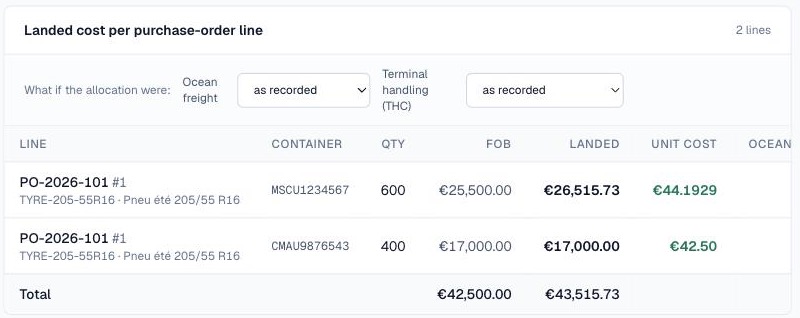 Landed cost per purchase-order line
2 lines
What if the allocation were:
Ocean
freight
as recorded
Terminal
handling
(THC)
as recorded
LINE CONTAINER QTY FOB LANDED UNIT COST OCEAN
PO-2026-101 #1
TYRE-205-55R16 · Pneu été 205/55 R16
MSCU1234567 600 €25,500.00 €26,515.73 €44.1929
PO-2026-101 #1
TYRE-205-55R16 · Pneu été 205/55 R16
CMAU9876543 400 €17,000.00 €17,000.00 €42.50
Total €42,500.00 €43,515.73